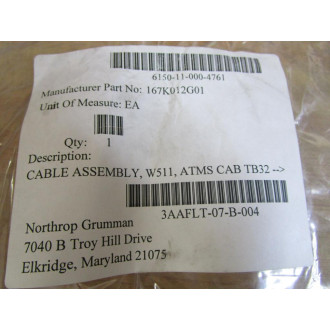 6150-11-000-4761
Manufacturer Part No: 167K012G01
Unit Of Measure: EA
Qty: 1
Description:
CABLE ASSEMBLY, W511, ATMS CAB TB32 -->
3AAFLT-07-B-004
Northrop Grumman
7040 B Troy Hill Drive
Elkridge, Maryland 21075